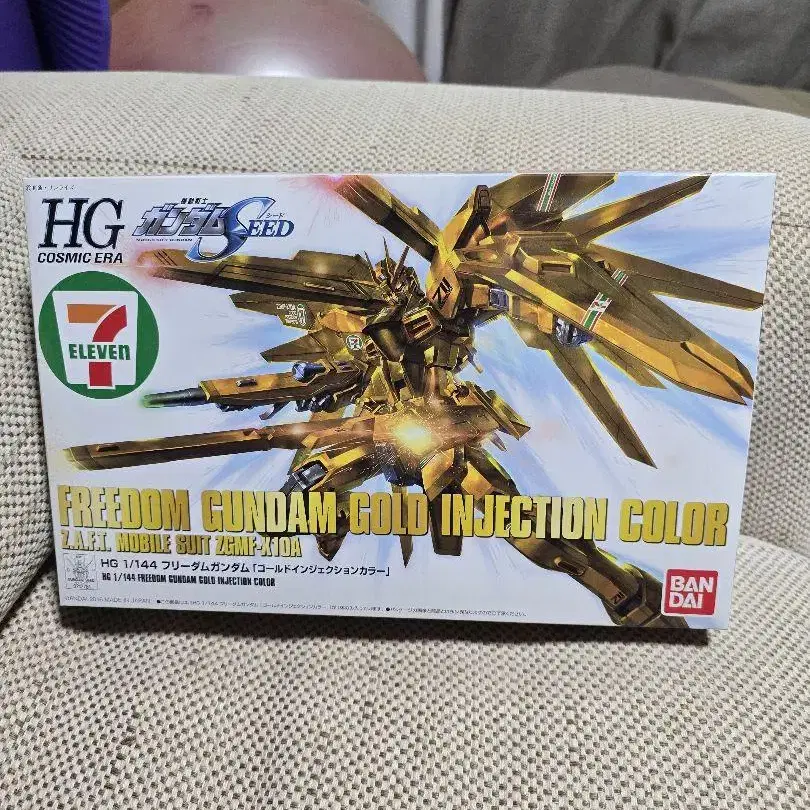 HG
COSMIC ERA
機動戦士
ガンダムSEED
シード
7
ELEVEN
FREEDOM GUNDAM GOLD INJECTION COLOR
Z.A.F.T. MOBILE SUIT ZGMF-X10A
HG 1/144 フリーダムガンダム「ゴールドインジェクションカラー」
HG 1/144 FREEDOM GUNDAM GOLD INJECTION COLOR
BAN
DAI